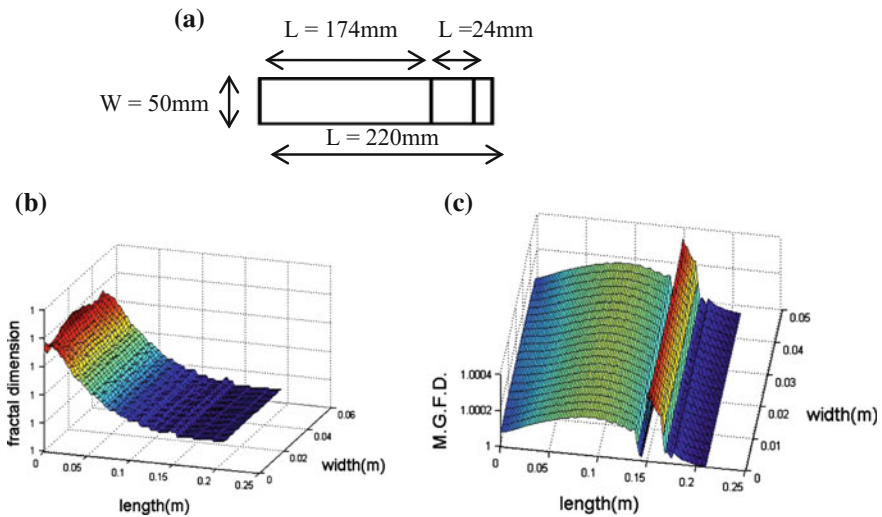 (a)
L = 174mm
L =24mm
W = 50mm
L = 220mm
(b)
fractal dimension
1
1
1
1
1
1
0
0.05
0.1
0.15
0.2
0.25
length(m)
0
0.02
0.04
0.06
width(m)
(c)
M.G.F.D.
1.0004
1.0002
1
0
0.05
0.1
0.15
0.2
0.25
length(m)
0
0.01
0.02
0.03
0.04
0.05
width(m)